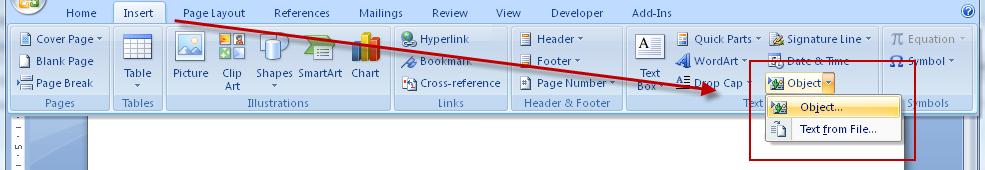 Home Insert Page Layout References Mailings Review View Developer Add-Ins
Cover Page
Blank Page
Page Break
Pages
Table
Tables
Picture
Clip
Art
Shapes
SmartArt
Chart
Illustrations
Hyperlink
Bookmark
Cross-reference
Links
Header
Footer
Page Number
Header & Footer
Text
Box
Quick Parts
WordArt
Drop Cap
Signature Line
Date & Time
Object
Text
Object...
Text from File...
Equation
Symbol
Symbols
5